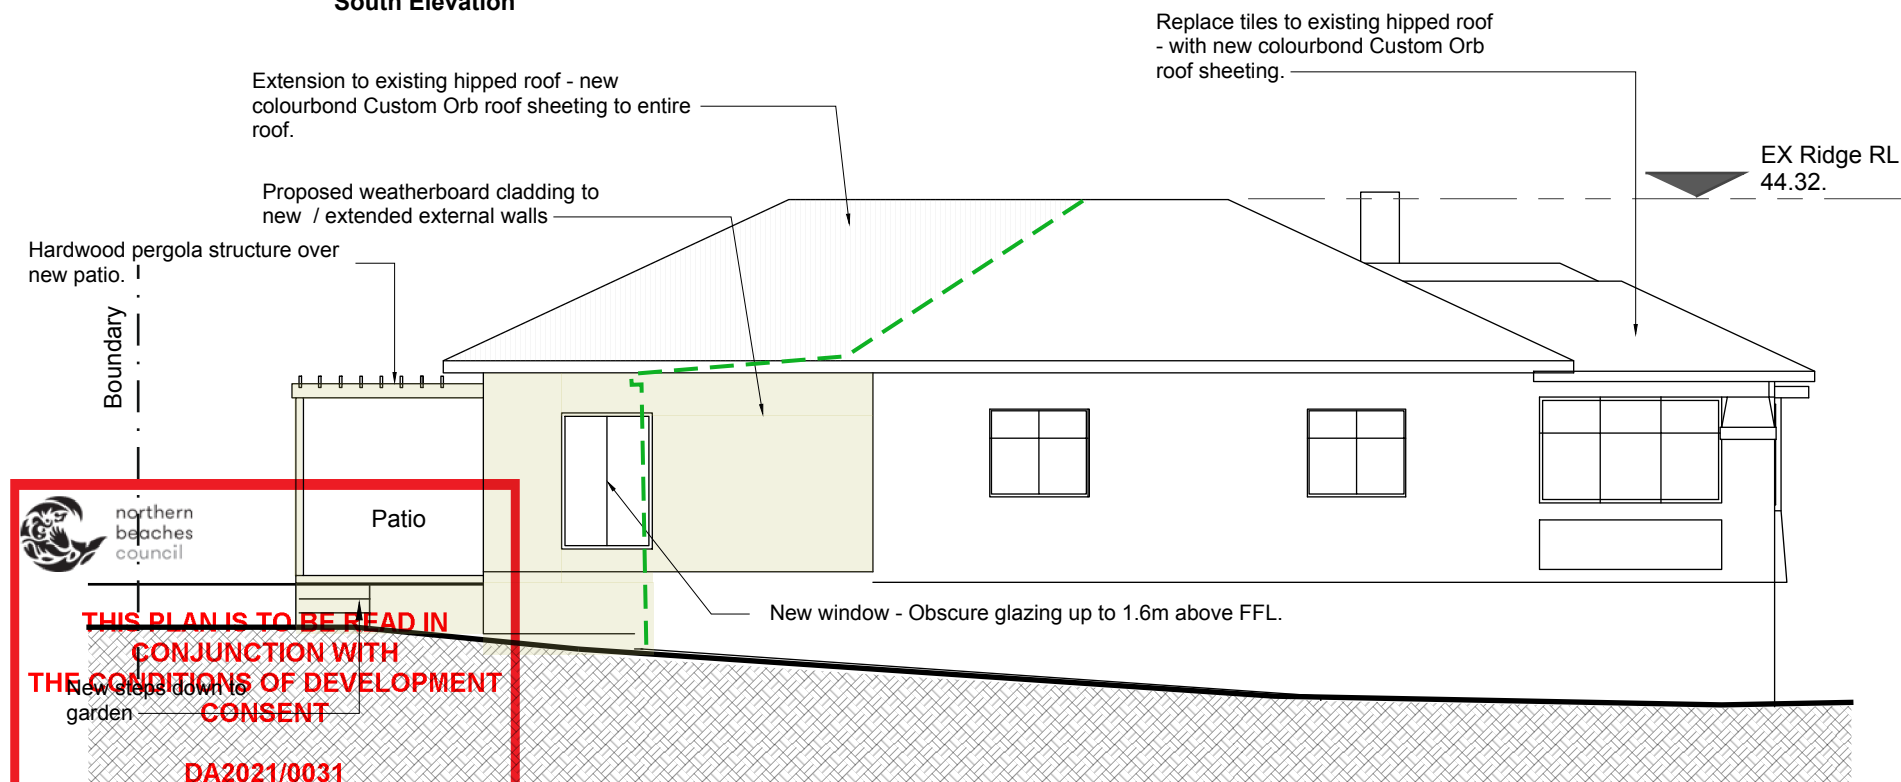 South Elevation
Replace tiles to existing hipped roof
- with new colourbond Custom Orb
roof sheeting.
Extension to existing hipped roof - new
colourbond Custom Orb roof sheeting to entire
roof.
EX Ridge RL
44.32.
Proposed weatherboard cladding to
new / extended external walls
Hardwood pergola structure over
new patio.
Boundary
northern
beaches
council
Patio
New window - Obscure glazing up to 1.6m above FFL.
THIS PLAN IS TO BE READ IN
CONJUNCTION WITH
THE CONDITIONS OF DEVELOPMENT
CONSENT
New steps down to
garden
DA2021/0031